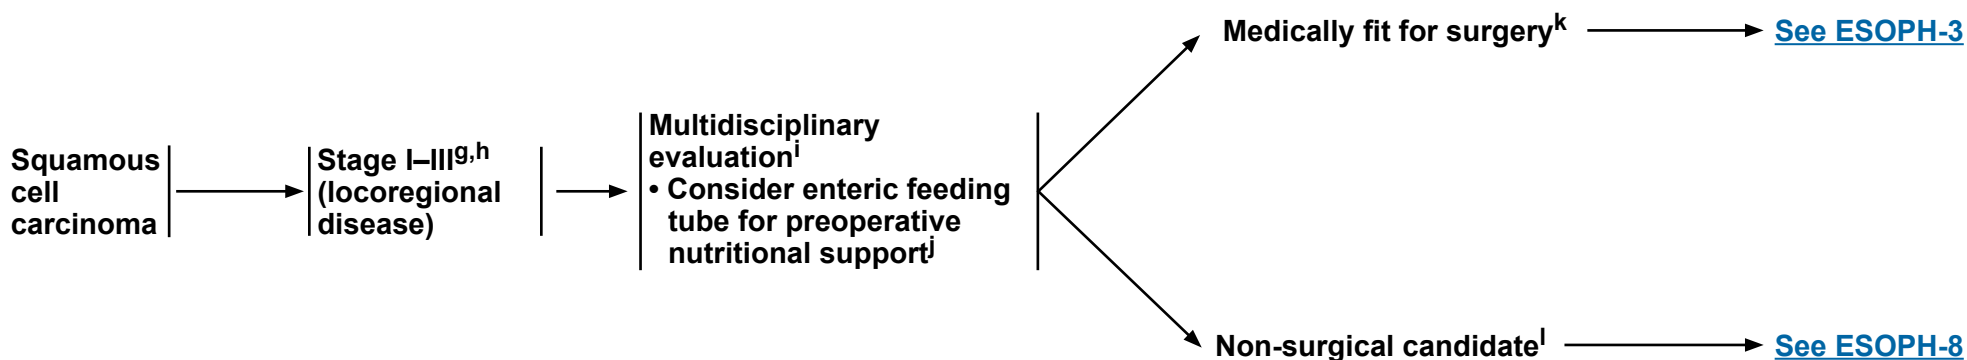 Squamous
cell
carcinoma
Stage I–IIIg,h
(locoregional
disease)
Multidisciplinary
evaluationi
• Consider enteric feeding
tube for preoperative
nutritional supportj
Medically fit for surgeryk
See ESOPH-3
Non-surgical candidatel
See ESOPH-8